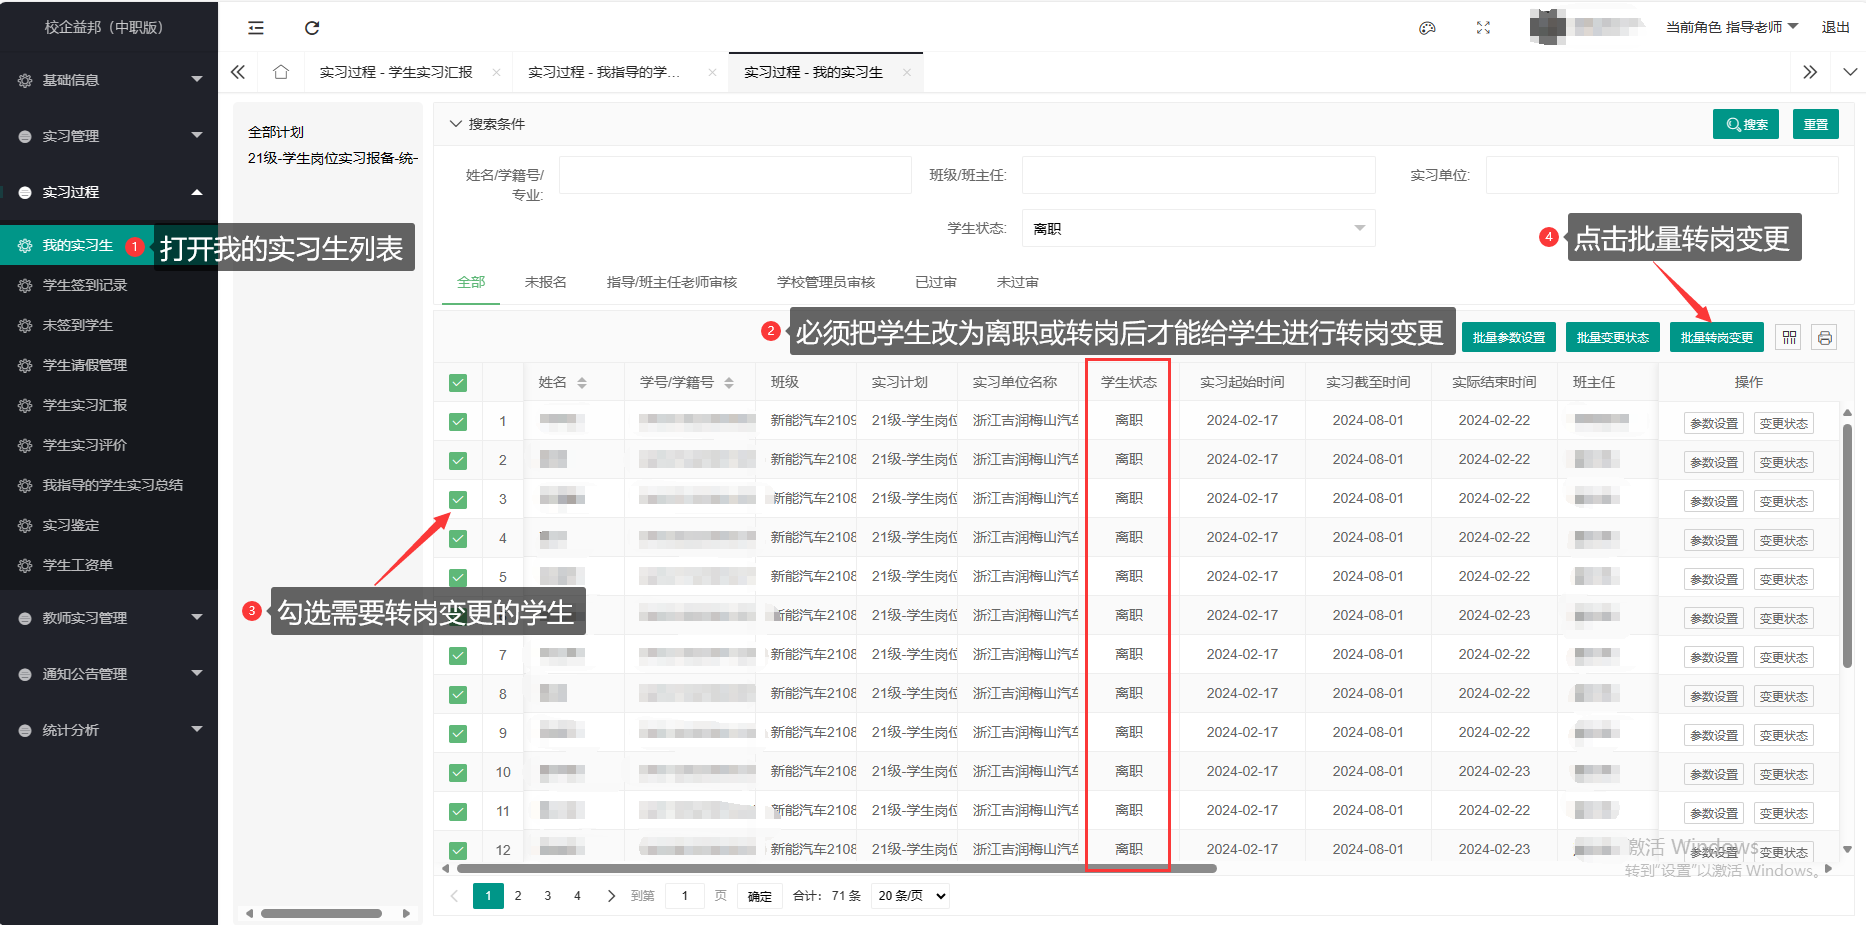 校企益邦（中职版）
当前角色 指导老师
退出
基础信息
实习管理
实习过程
我的实习生
学生签到记录
未签到学生
学生请假管理
学生实习汇报
学生实习评价
我指导的学生实习总结
实习鉴定
学生工资单
教师实习管理
通知公告管理
统计分析
实习过程 - 学生实习汇报
实习过程 - 我指导的学...
实习过程 - 我的实习生
全部计划
21级-学生岗位实习报备-统一
搜索条件
搜索
重置
姓名/学籍号/
专业:
班级/班主任:
实习单位:
学生状态:
离职
1 打开我的实习生列表
4 点击批量转岗变更
全部 未报名 指导/班主任老师审核 学校管理员审核 已过审 未过审
2 必须把学生改为离职或转岗后才能给学生进行转岗变更
批量参数设置 批量变更状态 批量转岗变更
姓名 学号/学籍号 班级 实习计划 实习单位名称 学生状态 实习起始时间 实习截至时间 实际结束时间 班主任 操作
1 新能汽车2109 21级-学生岗位 浙江吉润梅山汽车 离职 2024-02-17 2024-08-01 2024-02-22 参数设置 变更状态
2 新能汽车2108 21级-学生岗位 浙江吉润梅山汽车 离职 2024-02-17 2024-08-01 2024-02-22 参数设置 变更状态
3 新能汽车2108 21级-学生岗位 浙江吉润梅山汽车 离职 2024-02-17 2024-08-01 2024-02-22 参数设置 变更状态
4 新能汽车2108 21级-学生岗位 浙江吉润梅山汽车 离职 2024-02-17 2024-08-01 2024-02-22 参数设置 变更状态
5 新能汽车2108 21级-学生岗位 浙江吉润梅山汽车 离职 2024-02-17 2024-08-01 2024-02-22 参数设置 变更状态
3 勾选需要转岗变更的学生
新能汽车2108 21级-学生岗位 浙江吉润梅山汽车 离职 2024-02-17 2024-08-01 2024-02-23 参数设置 变更状态
7 新能汽车2108 21级-学生岗位 浙江吉润梅山汽车 离职 2024-02-17 2024-08-01 2024-02-22 参数设置 变更状态
8 新能汽车2108 21级-学生岗位 浙江吉润梅山汽车 离职 2024-02-17 2024-08-01 2024-02-22 参数设置 变更状态
9 新能汽车2108 21级-学生岗位 浙江吉润梅山汽车 离职 2024-02-17 2024-08-01 2024-02-22 参数设置 变更状态
10 新能汽车2108 21级-学生岗位 浙江吉润梅山汽车 离职 2024-02-17 2024-08-01 2024-02-23 参数设置 变更状态
11 新能汽车2108 21级-学生岗位 浙江吉润梅山汽车 离职 2024-02-17 2024-08-01 2024-02-22 参数设置 变更状态
12 新能汽车2108 21级-学生岗位 浙江吉润梅山汽车 离职 2024-02-17 2024-08-01 2024-02-23 参数设置 变更状态
激活 Windows
转到"设置"以激活 Windows。
1 2 3 4 到第 1 页 确定 合计：71 条 20 条/页